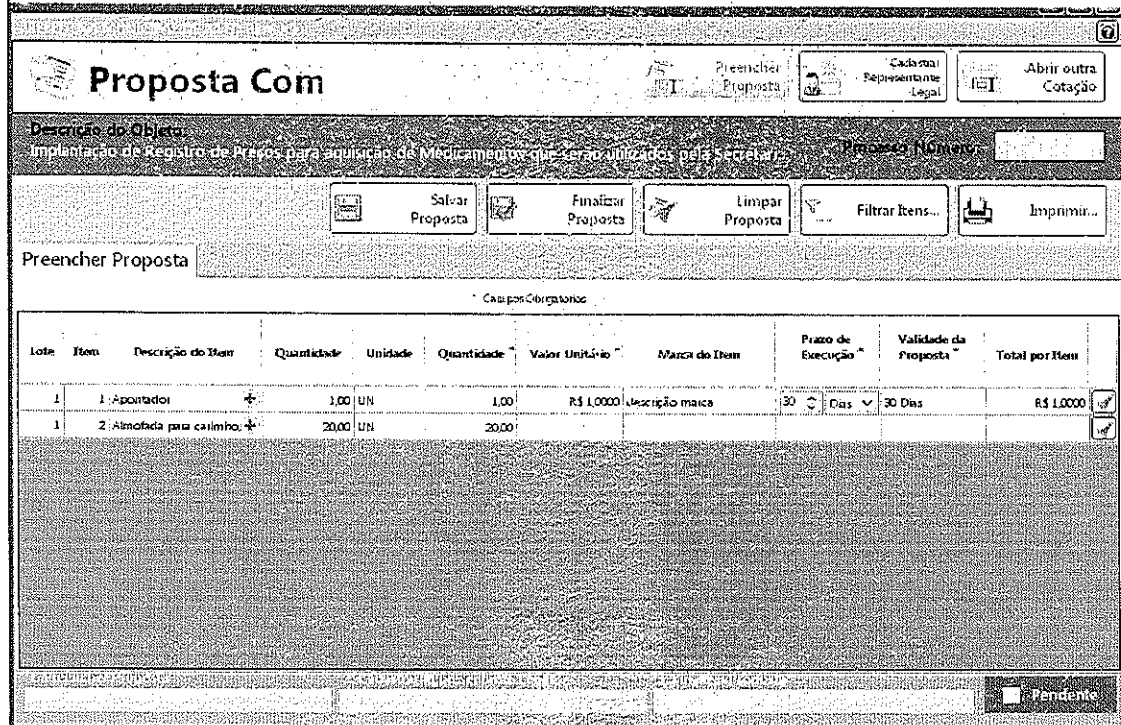 Proposta Com
Preencher Proposta
Cadastrar Representante Legal
Abrir outra Cotação
Descrição do Objeto:
Implantação de Registro de Preços para aquisição de Medicamentos que serão utilizados pela Secretari...
Processo Número:
Salvar Proposta
Finalizar Proposta
Limpar Proposta
Filtrar Itens...
Imprimir...
Preencher Proposta
* Campos Obrigatórios
Lote Item Descrição do Item Quantidade Unidade Quantidade * Valor Unitário * Marca do Item Prazo de Execução * Validade da Proposta * Total por Item
1 1 Apontador + 1,00 UN 1,00 R$ 1,0000 descrição marca 30 Dias 30 Dias R$ 1,0000
1 2 Almofada para carimbo, + 20,00 UN 20,00
Pendente